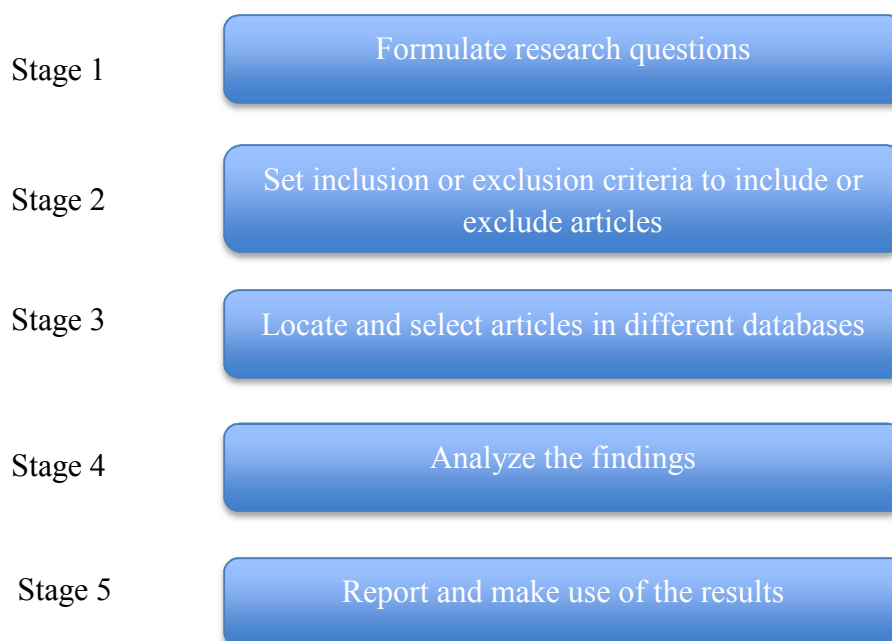 Stage 1
Formulate research questions
Stage 2
Set inclusion or exclusion criteria to include or
exclude articles
Stage 3
Locate and select articles in different databases
Stage 4
Analyze the findings
Stage 5
Report and make use of the results